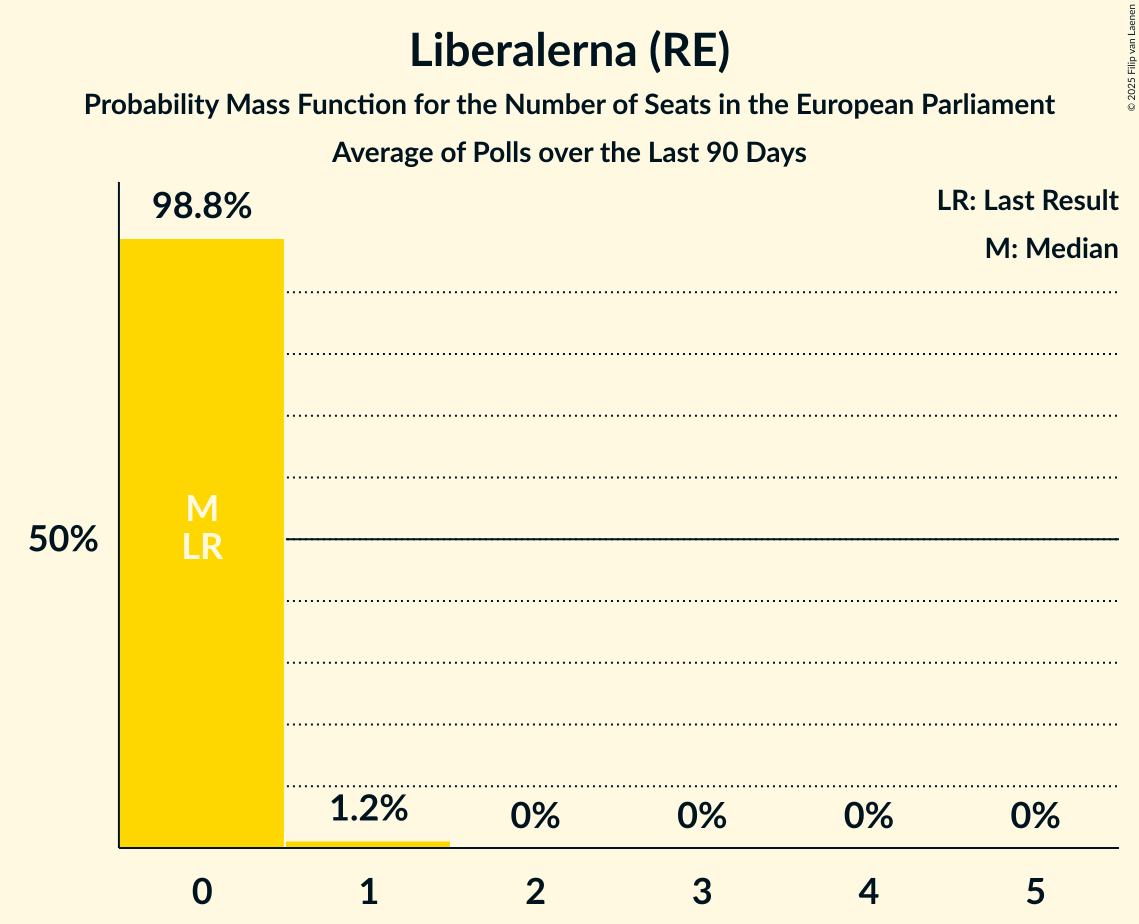 Liberalerna (RE)
Probability Mass Function for the Number of Seats in the European Parliament
Average of Polls over the Last 90 Days
© 2025 Filip van Laenen
LR: Last Result
M: Median
98.8%
M
LR
50%
1.2%
0%
0%
0%
0%
0
1
2
3
4
5